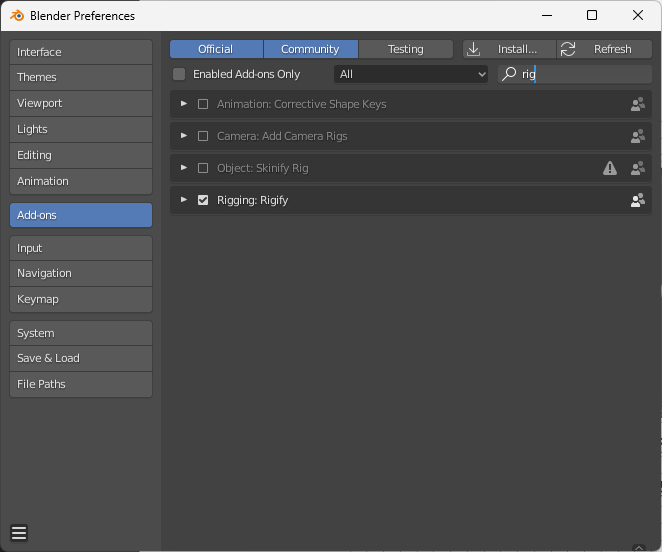 Blender Preferences
Interface
Themes
Viewport
Lights
Editing
Animation
Add-ons
Input
Navigation
Keymap
System
Save & Load
File Paths
Official Community Testing Install... Refresh
Enabled Add-ons Only All rig
Animation: Corrective Shape Keys
Camera: Add Camera Rigs
Object: Skinify Rig
Rigging: Rigify